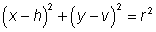 (x − h)² + (y − v)² = r²